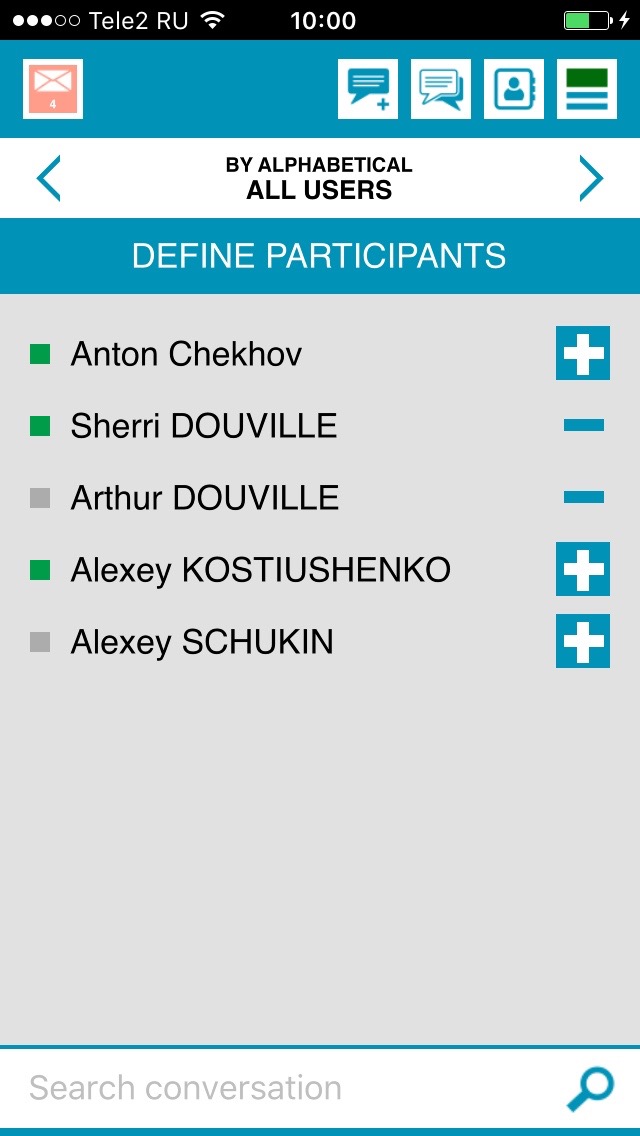 Tele2 RU 10:00
4
BY ALPHABETICAL
ALL USERS
DEFINE PARTICIPANTS
Anton Chekhov
Sherri DOUVILLE
Arthur DOUVILLE
Alexey KOSTIUSHENKO
Alexey SCHUKIN
Search conversation